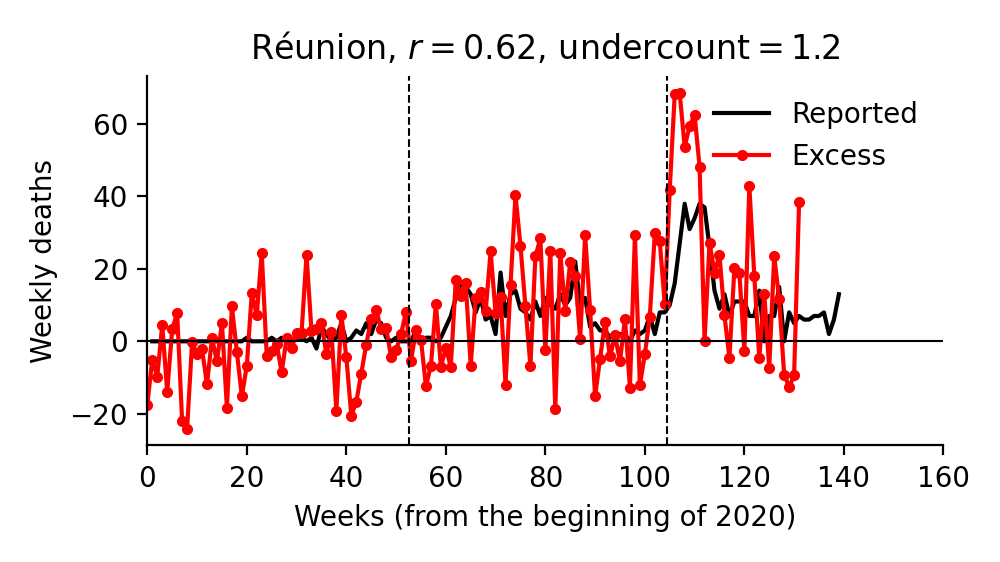 Réunion, r = 0.62, undercount = 1.2
Reported
Excess
Weekly deaths
60
40
20
0
−20
0 20 40 60 80 100 120 140 160
Weeks (from the beginning of 2020)